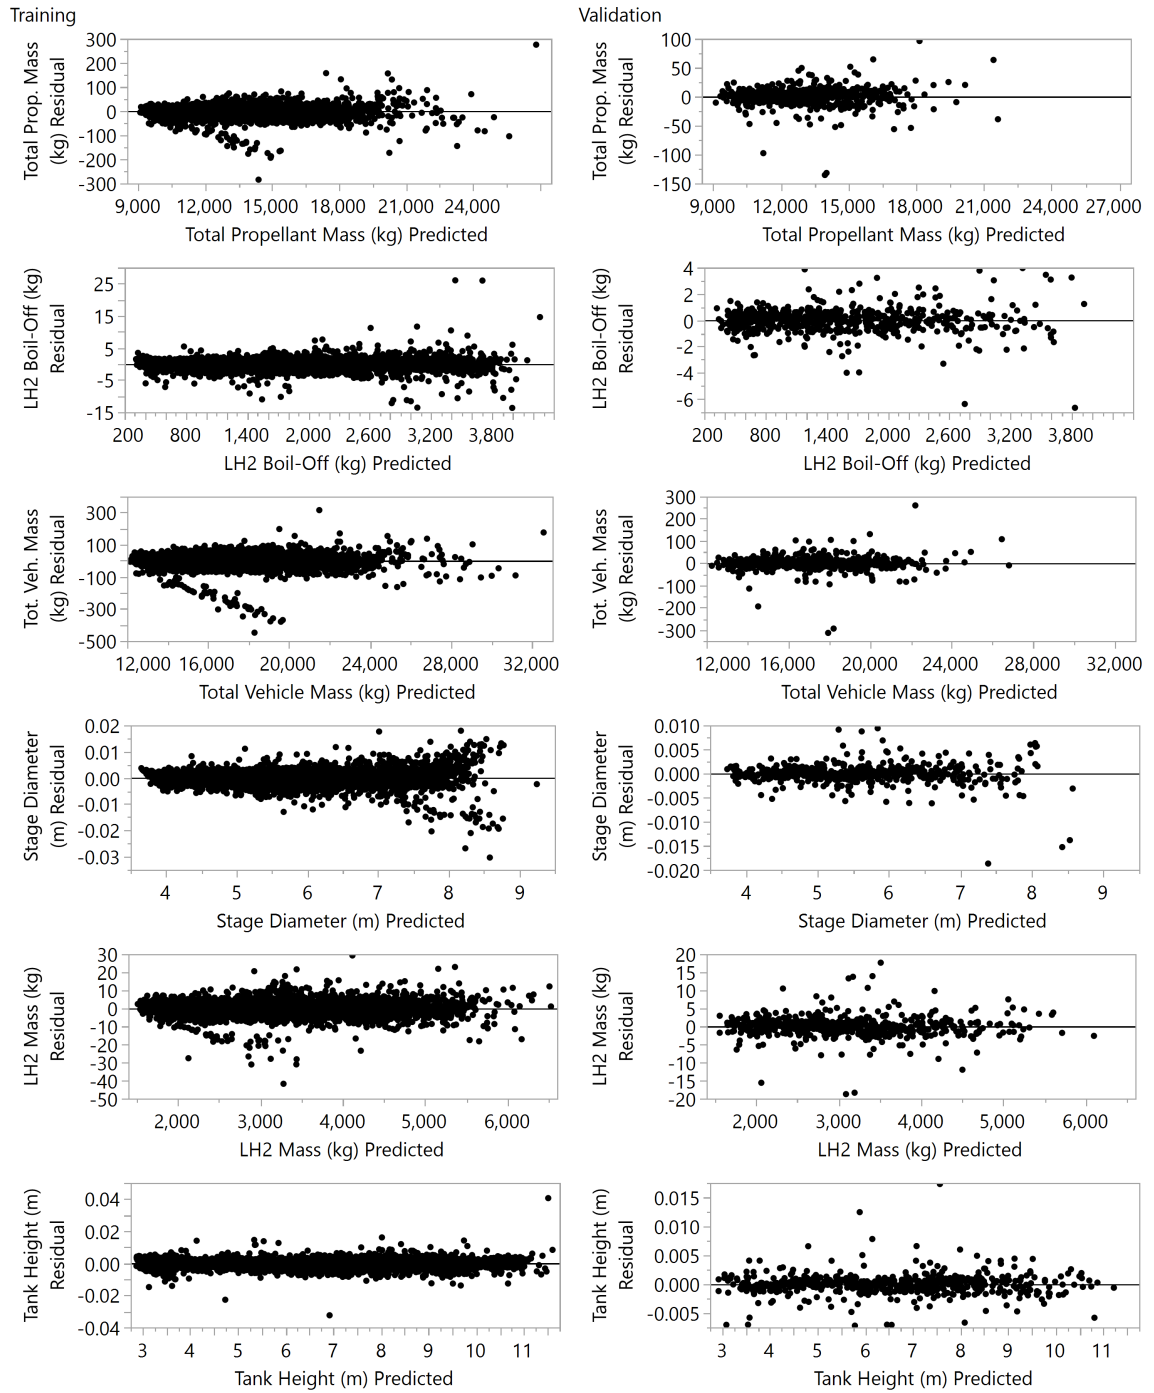 Training
Validation
Total Prop. Mass
(kg) Residual
300
200
100
0
-100
-200
-300
9,000 12,000 15,000 18,000 21,000 24,000
Total Propellant Mass (kg) Predicted
Total Prop. Mass
(kg) Residual
100
50
0
-50
-100
-150
9,000 12,000 15,000 18,000 21,000 24,000 27,000
Total Propellant Mass (kg) Predicted
LH2 Boil-Off (kg)
Residual
25
15
5
-5
-15
200 800 1,400 2,000 2,600 3,200 3,800
LH2 Boil-Off (kg) Predicted
LH2 Boil-Off (kg)
Residual
4
2
0
-2
-4
-6
200 800 1,400 2,000 2,600 3,200 3,800
LH2 Boil-Off (kg) Predicted
Tot. Veh. Mass
(kg) Residual
300
100
-100
-300
-500
12,000 16,000 20,000 24,000 28,000 32,000
Total Vehicle Mass (kg) Predicted
Tot. Veh. Mass
(kg) Residual
300
200
100
0
-100
-200
-300
12,000 16,000 20,000 24,000 28,000 32,000
Total Vehicle Mass (kg) Predicted
Stage Diameter
(m) Residual
0.02
0.01
0.00
-0.01
-0.02
-0.03
4 5 6 7 8 9
Stage Diameter (m) Predicted
Stage Diameter
(m) Residual
0.010
0.005
0.000
-0.005
-0.010
-0.015
-0.020
4 5 6 7 8 9
Stage Diameter (m) Predicted
LH2 Mass (kg)
Residual
30
20
10
0
-10
-20
-30
-40
-50
2,000 3,000 4,000 5,000 6,000
LH2 Mass (kg) Predicted
LH2 Mass (kg)
Residual
20
15
10
5
0
-5
-10
-15
-20
2,000 3,000 4,000 5,000 6,000
LH2 Mass (kg) Predicted
Tank Height (m)
Residual
0.04
0.02
0.00
-0.02
-0.04
3 4 5 6 7 8 9 10 11
Tank Height (m) Predicted
Tank Height (m)
Residual
0.015
0.010
0.005
0.000
-0.005
3 4 5 6 7 8 9 10 11
Tank Height (m) Predicted